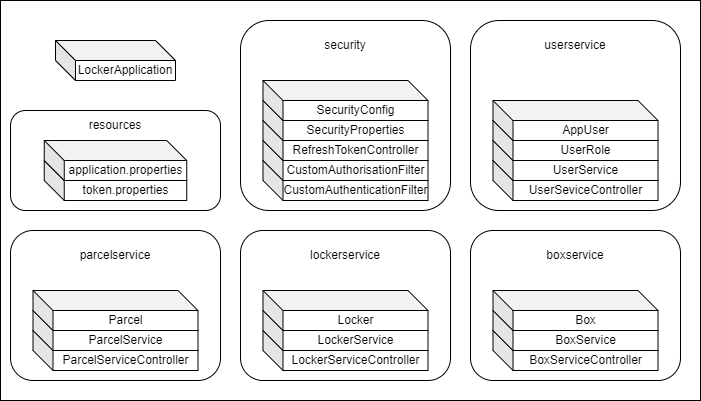 LockerApplication
resources
application.properties
token.properties
security
SecurityConfig
SecurityProperties
RefreshTokenController
CustomAuthorisationFilter
CustomAuthenticationFilter
userservice
AppUser
UserRole
UserService
UserSeviceController
parcelservice
Parcel
ParcelService
ParcelServiceController
lockerservice
Locker
LockerService
LockerServiceController
boxservice
Box
BoxService
BoxServiceController